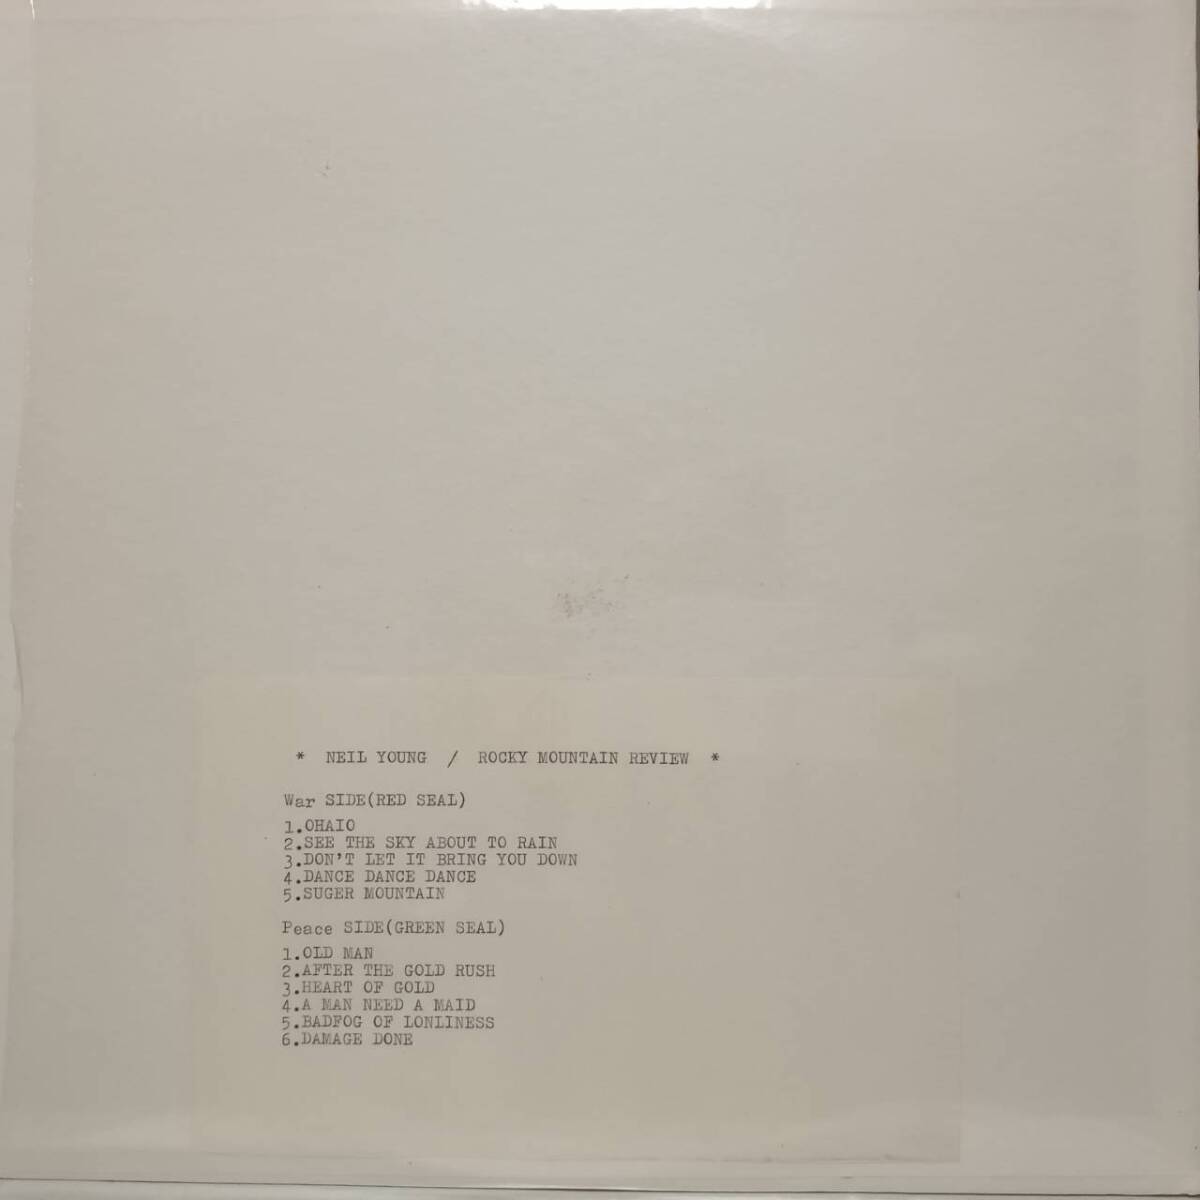 * NEIL YOUNG / ROCKY MOUNTAIN REVIEW *
War SIDE(RED SEAL)
1.OHAIO
2.SEE THE SKY ABOUT TO RAIN
3.DON'T LET IT BRING YOU DOWN
4.DANCE DANCE DANCE
5.SUGER MOUNTAIN
Peace SIDE(GREEN SEAL)
1.OLD MAN
2.AFTER THE GOLD RUSH
3.HEART OF GOLD
4.A MAN NEED A MAID
5.BADFOG OF LONLINESS
6.DAMAGE DONE